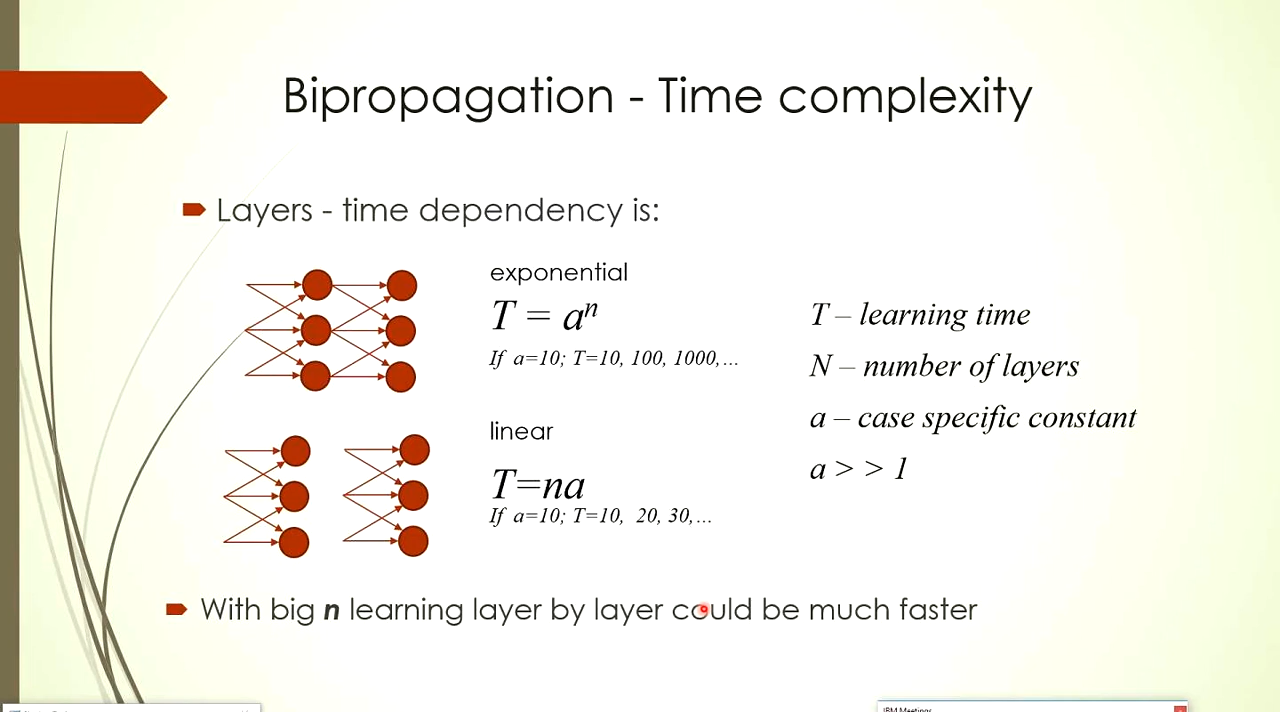 Bipropagation - Time complexity
Layers - time dependency is:
exponential
T = aⁿ
If a=10; T=10, 100, 1000,…
linear
T=na
If a=10; T=10, 20, 30,…
T – learning time
N – number of layers
a – case specific constant
a > > 1
With big n learning layer by layer could be much faster
IBM Meetings